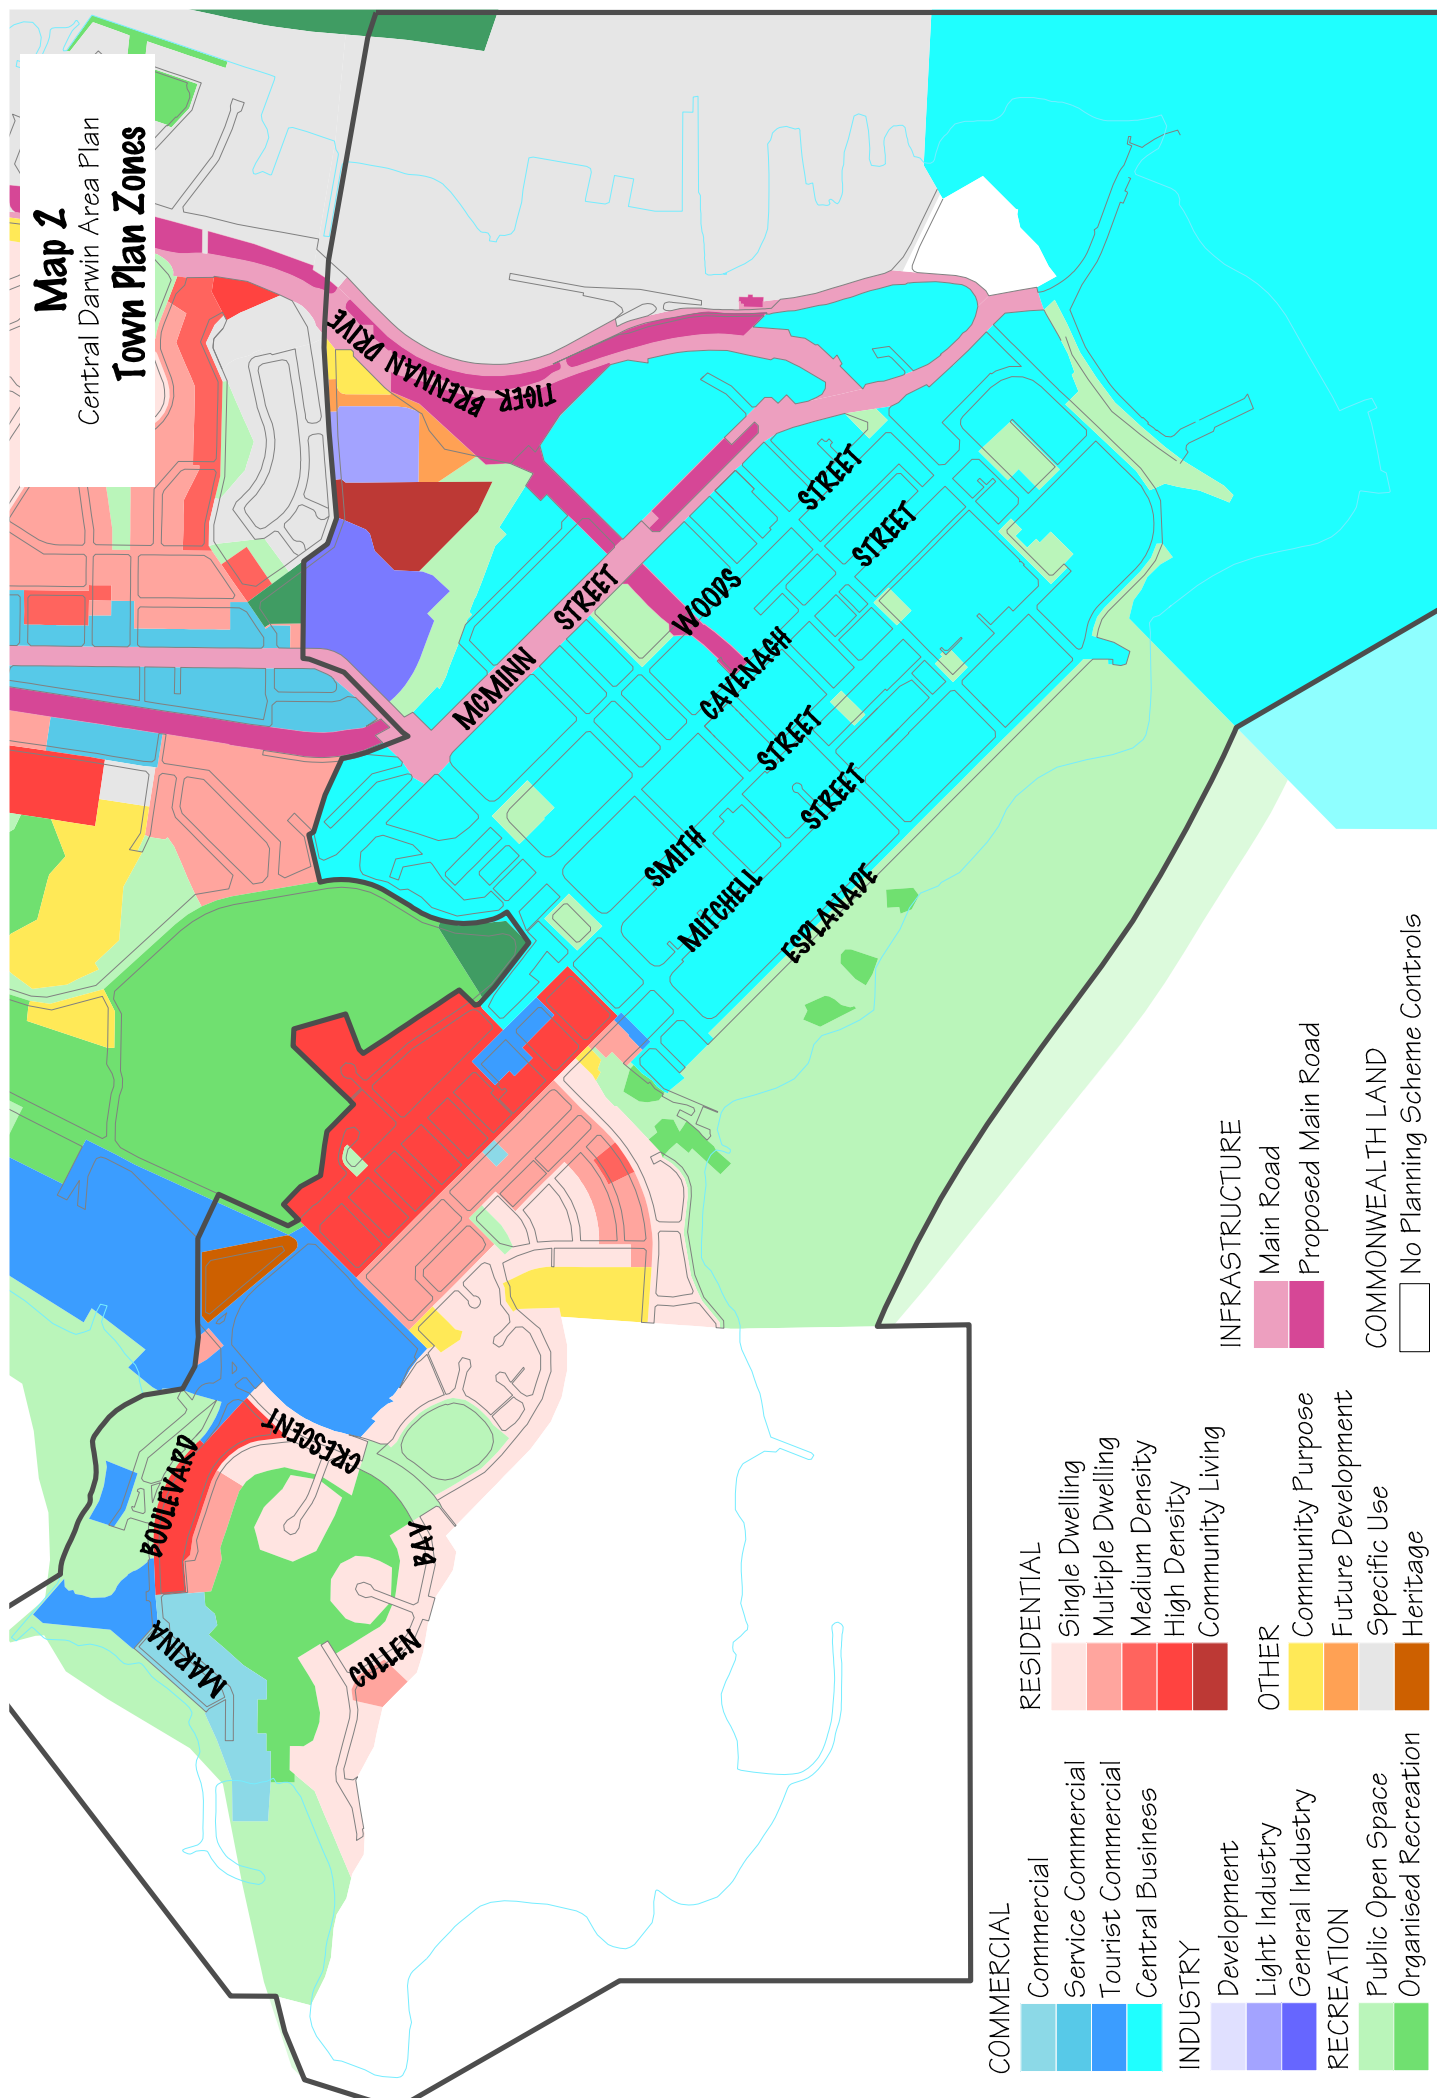 Map 2
Central Darwin Area Plan
Town Plan Zones
TIGER BRENNAN DRIVE
MCMINN STREET
WOODS STREET
CAVENAGH STREET
SMITH STREET
MITCHELL STREET
ESPLANADE
MARINA BOULEVARD
CULLEN BAY CRESCENT
COMMERCIAL
Commercial
Service Commercial
Tourist Commercial
Central Business
INDUSTRY
Development
Light Industry
General Industry
RECREATION
Public Open Space
Organised Recreation
RESIDENTIAL
Single Dwelling
Multiple Dwelling
Medium Density
High Density
Community Living
OTHER
Community Purpose
Future Development
Specific Use
Heritage
INFRASTRUCTURE
Main Road
Proposed Main Road
COMMONWEALTH LAND
No Planning Scheme Controls